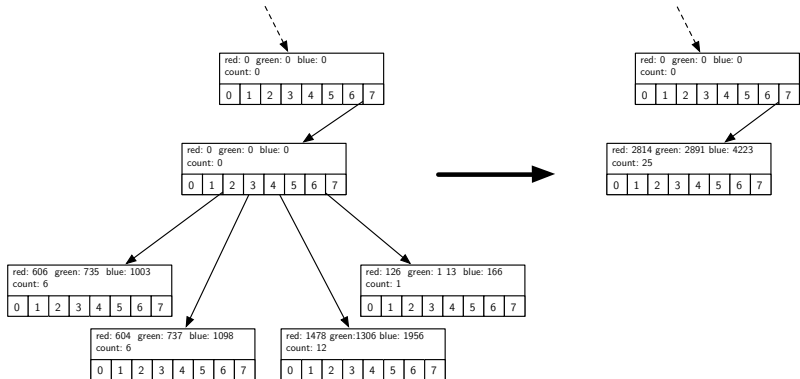 red: 0 green: 0 blue: 0
count: 0
0 1 2 3 4 5 6 7
red: 0 green: 0 blue: 0
count: 0
0 1 2 3 4 5 6 7
red: 0 green: 0 blue: 0
count: 0
0 1 2 3 4 5 6 7
red: 2814 green: 2891 blue: 4223
count: 25
0 1 2 3 4 5 6 7
red: 606 green: 735 blue: 1003
count: 6
0 1 2 3 4 5 6 7
red: 126 green: 1 13 blue: 166
count: 1
0 1 2 3 4 5 6 7
red: 604 green: 737 blue: 1098
count: 6
0 1 2 3 4 5 6 7
red: 1478 green:1306 blue: 1956
count: 12
0 1 2 3 4 5 6 7